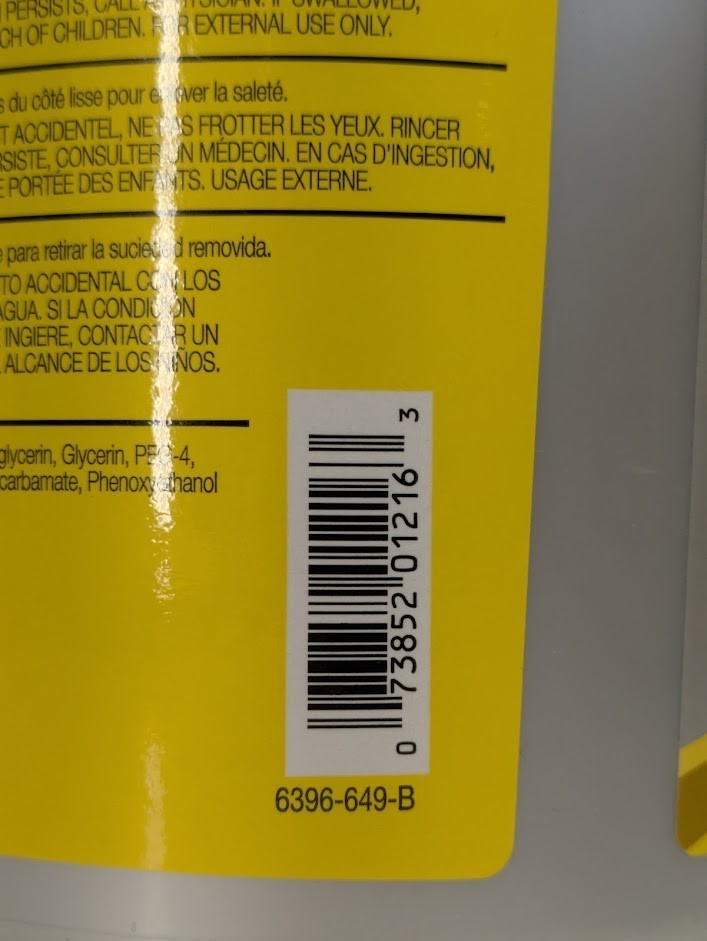 PERSISTS, CALL A PHYSICIAN. IF SWALLOWED,
CH OF CHILDREN. FOR EXTERNAL USE ONLY.
s du côté lisse pour enlever la saleté.
T ACCIDENTEL, NE PAS FROTTER LES YEUX. RINCER
RSISTE, CONSULTER UN MÉDECIN. EN CAS D'INGESTION,
E PORTÉE DES ENFANTS. USAGE EXTERNE.
e para retirar la suciedad removida.
TO ACCIDENTAL CON LOS
AGUA. SI LA CONDICIÓN
INGIERE, CONTACTAR UN
ALCANCE DE LOS NIÑOS.
glycerin, Glycerin, PEG-4,
carbamate, Phenoxyethanol
0 73852 01216 3
6396-649-B